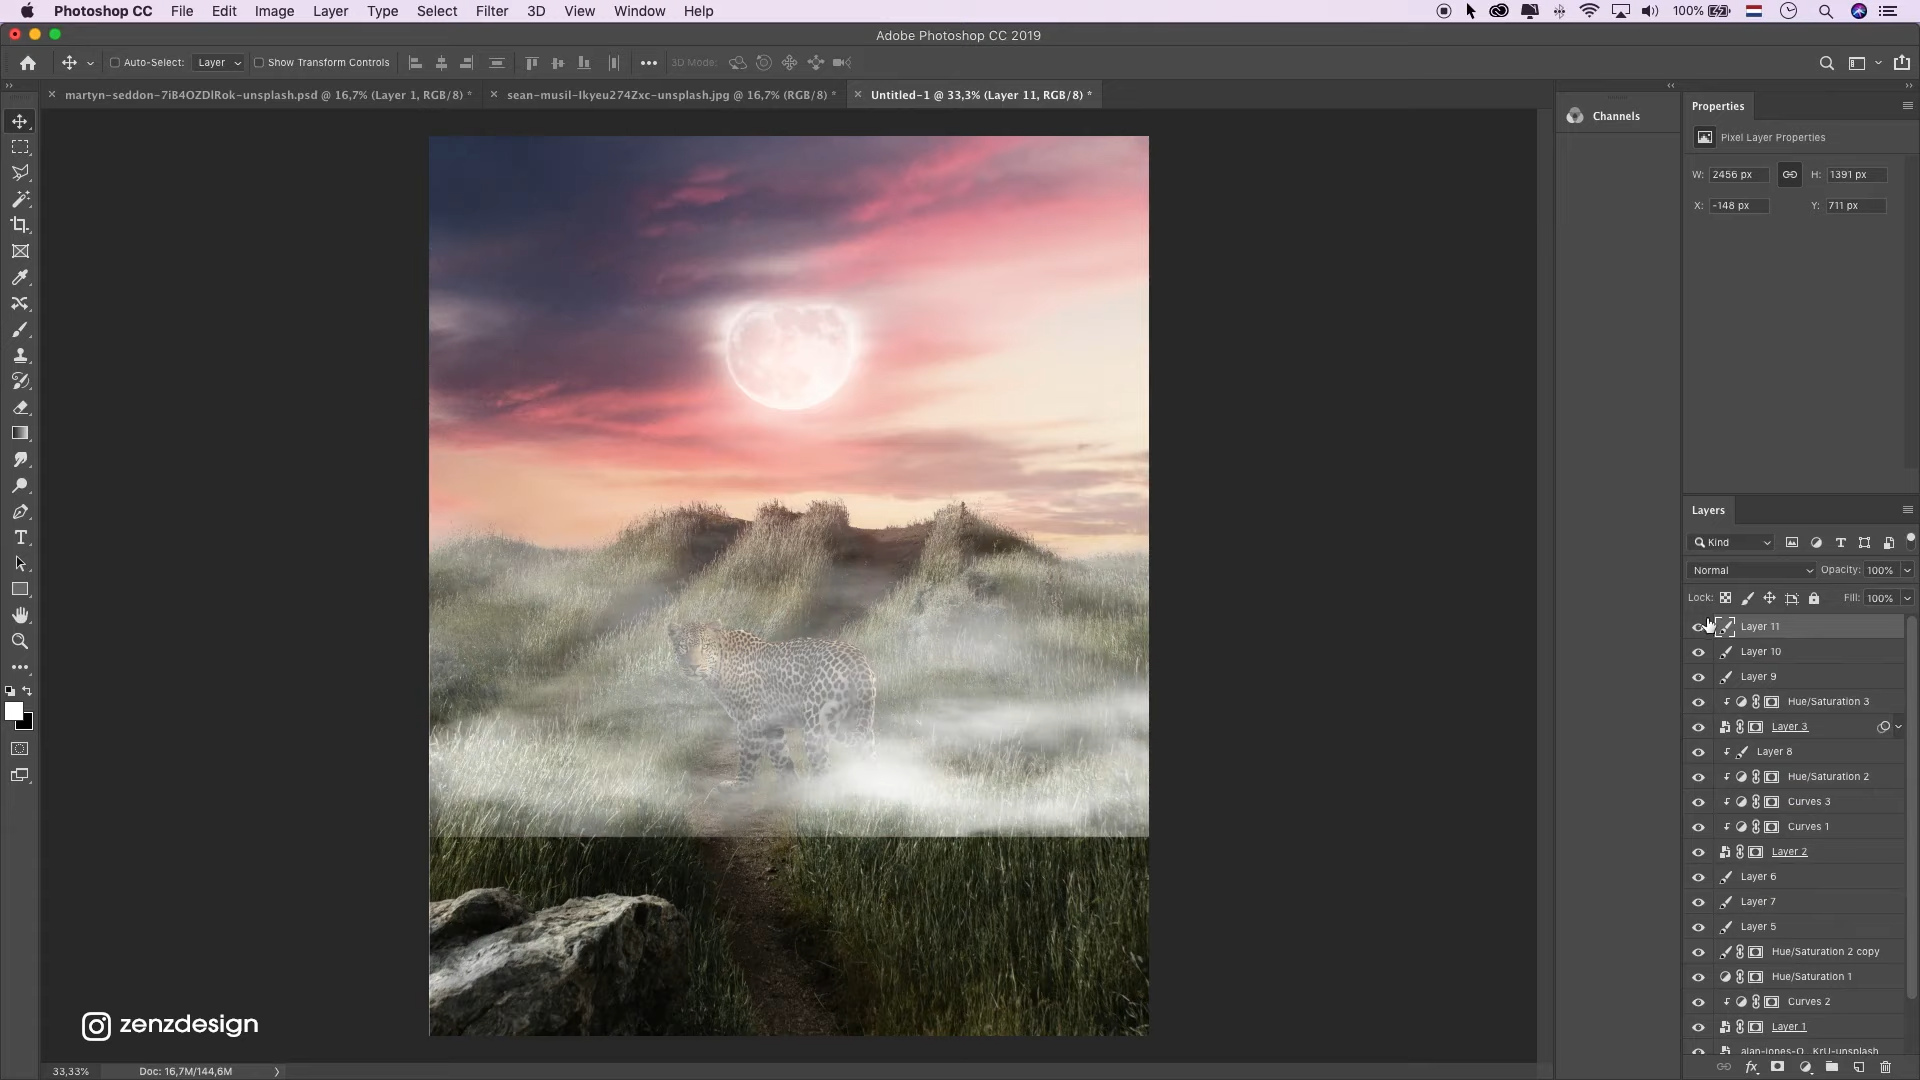 Photoshop CC File Edit Image Layer Type Select Filter 3D View Window Help 100%
Adobe Photoshop CC 2019
Auto-Select: Layer Show Transform Controls 3D Mode:
martyn-seddon-7iB4OZDlRok-unsplash.psd @ 16,7% (Layer 1, RGB/8) * sean-musil-Ikyeu274Zxc-unsplash.jpg @ 16,7% (RGB/8) * Untitled-1 @ 33,3% (Layer 11, RGB/8) *
Channels
Properties
Pixel Layer Properties
W: 2456 px H: 1391 px
X: -148 px Y: 711 px
Layers
Kind
Normal Opacity: 100%
Lock: Fill: 100%
Layer 11
Layer 10
Layer 9
Hue/Saturation 3
Layer 3
Layer 8
Hue/Saturation 2
Curves 3
Curves 1
Layer 2
Layer 6
Layer 7
Layer 5
Hue/Saturation 2 copy
Hue/Saturation 1
Curves 2
Layer 1
zenzdesign
33,33% Doc: 16,7M/144,6M